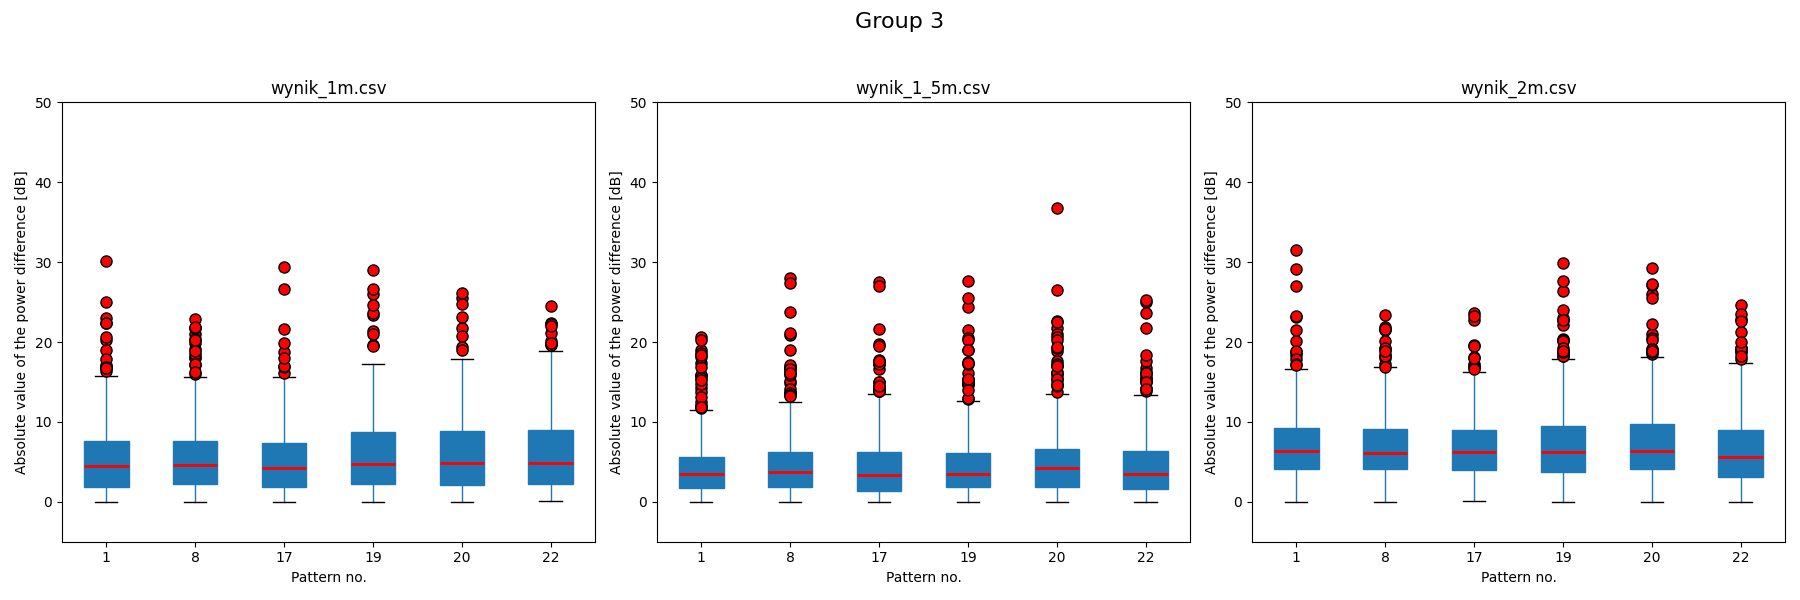 Group 3
wynik_1m.csv
Absolute value of the power difference [dB]
50
40
30
20
10
0
1 8 17 19 20 22
Pattern no.
wynik_1_5m.csv
Absolute value of the power difference [dB]
50
40
30
20
10
0
1 8 17 19 20 22
Pattern no.
wynik_2m.csv
Absolute value of the power difference [dB]
50
40
30
20
10
0
1 8 17 19 20 22
Pattern no.